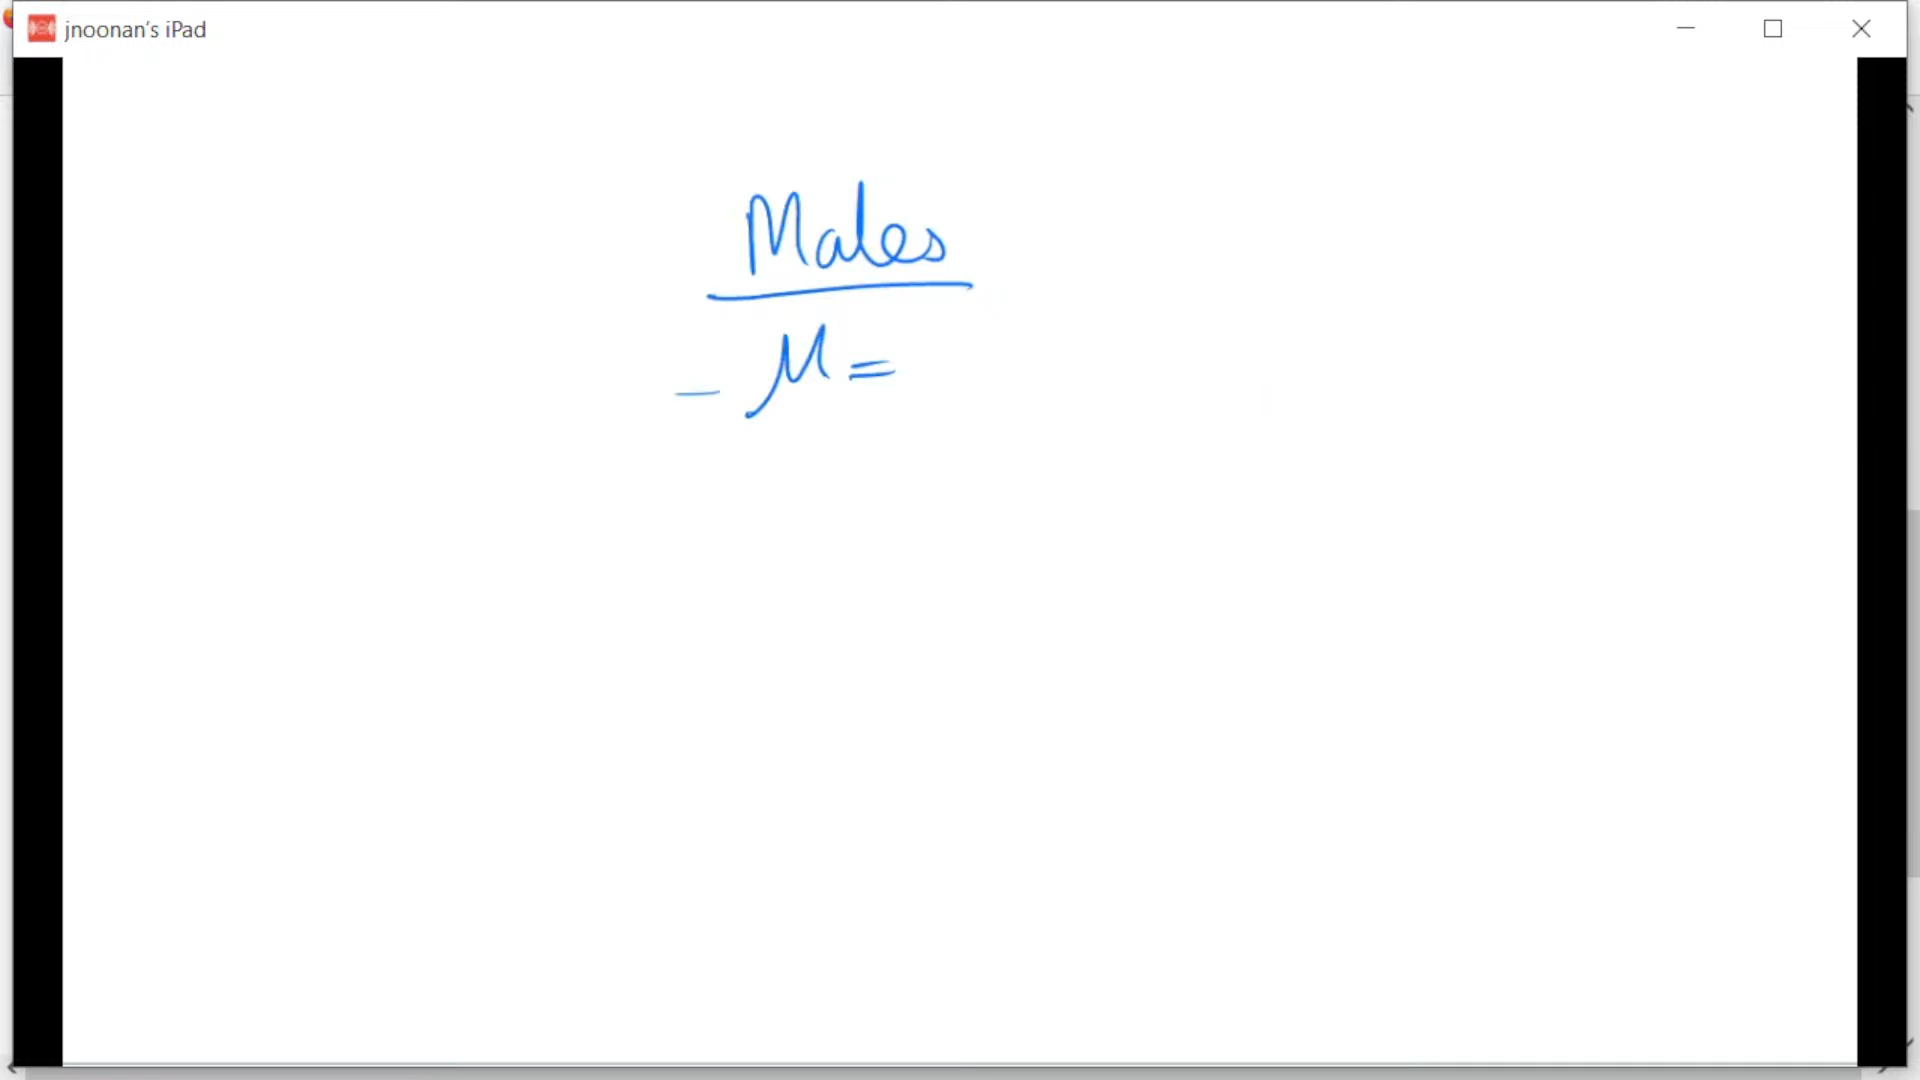 jnoonan's iPad
Males
- μ =